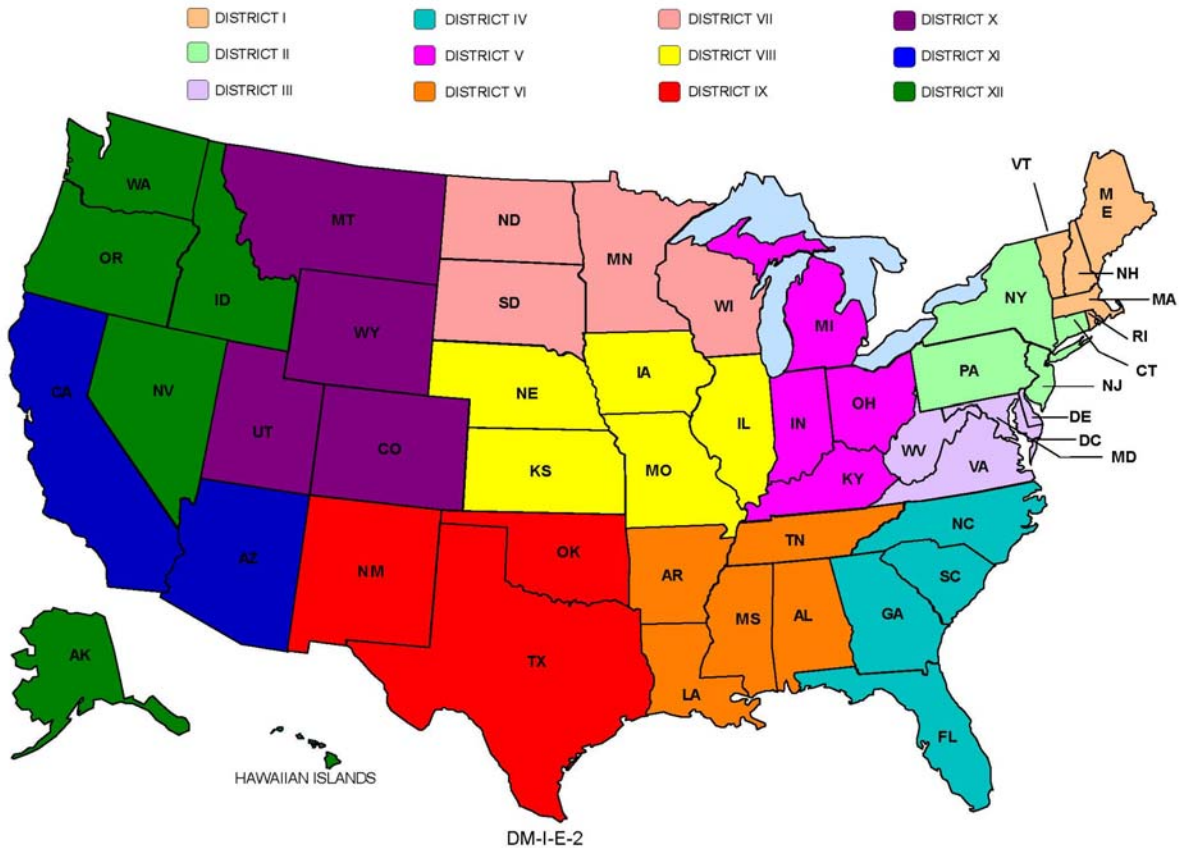 DISTRICT I
DISTRICT IV
DISTRICT VII
DISTRICT X
DISTRICT II
DISTRICT V
DISTRICT VIII
DISTRICT XI
DISTRICT III
DISTRICT VI
DISTRICT IX
DISTRICT XII
VT
WA
M
E
MT
ND
OR
MN
NH
ID
SD
WI
NY
MA
WY
MI
RI
CT
IA
PA
NJ
CA
NV
NE
OH
DE
UT
IL
IN
DC
CO
WV
MD
KS
MO
VA
KY
NC
TN
AZ
OK
NM
AR
SC
GA
MS
AL
AK
TX
LA
FL
HAWAIIAN ISLANDS
DM-I-E-2